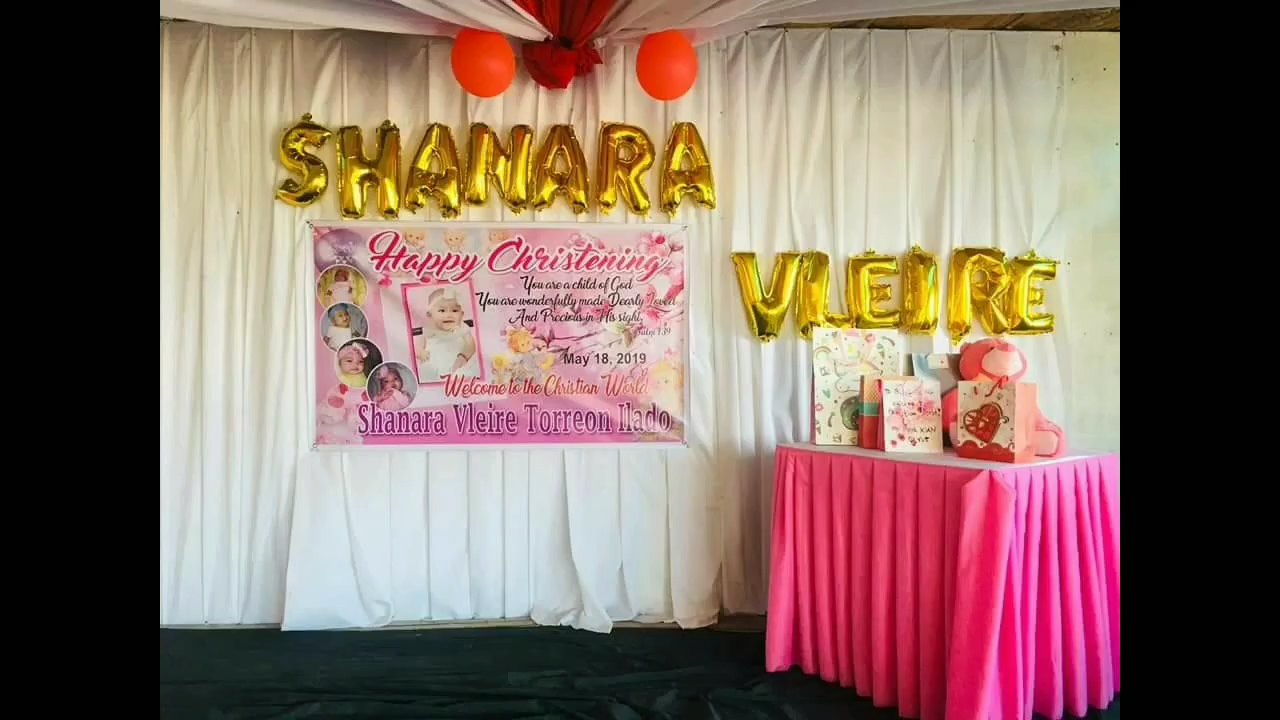 SHANARA
VLEIRE
Happy Christening
You are a child of God
You are wonderfully made Dearly Loved
And Precious in His sight,
May 18, 2019
Welcome to the Christian World
Shanara Vleire Torreon Ilado